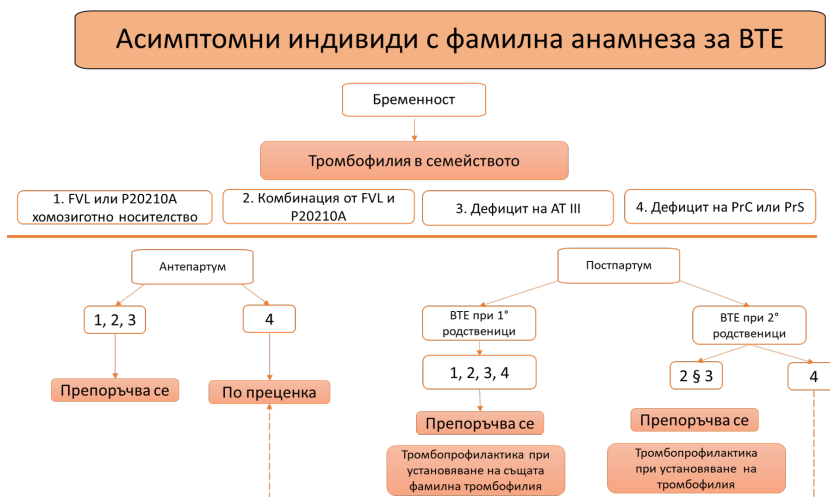 Асимптомни индивиди с фамилна анамнеза за ВТЕ
Бременност
Тромбофилия в семейството
1. FVL или P20210A
хомозиготно носителство
2. Комбинация от FVL и
P20210A
3. Дефицит на AT III
4. Дефицит на PrC или PrS
Антепартум
1, 2, 3
4
Препоръчва се
По преценка
Постпартум
ВТЕ при 1°
родственици
1, 2, 3, 4
Препоръчва се
Тромбопрофилактика при
установяване на същата
фамилна тромбофилия
ВТЕ при 2°
родственици
2 § 3
4
Препоръчва се
Тромбопрофилактика
при установяване на
тромбофилия